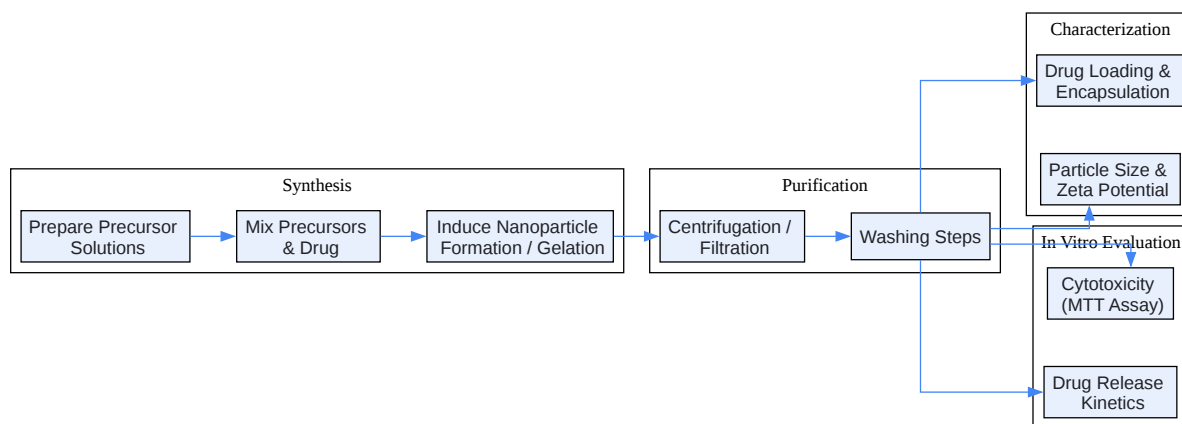 Synthesis
Prepare Precursor
Solutions
Mix Precursors
& Drug
Induce Nanoparticle
Formation / Gelation
Purification
Centrifugation /
Filtration
Washing Steps
Characterization
Drug Loading &
Encapsulation
Particle Size &
Zeta Potential
In Vitro Evaluation
Cytotoxicity
(MTT Assay)
Drug Release
Kinetics